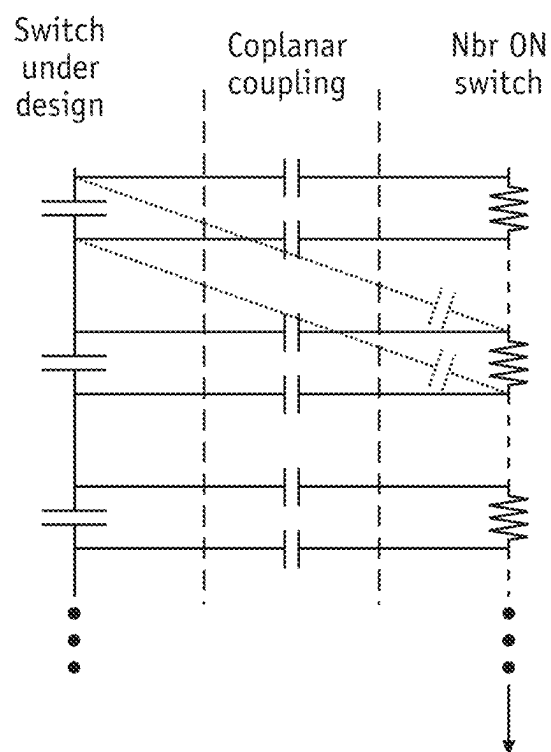 Switch
under
design
Coplanar
coupling
Nbr ON
switch